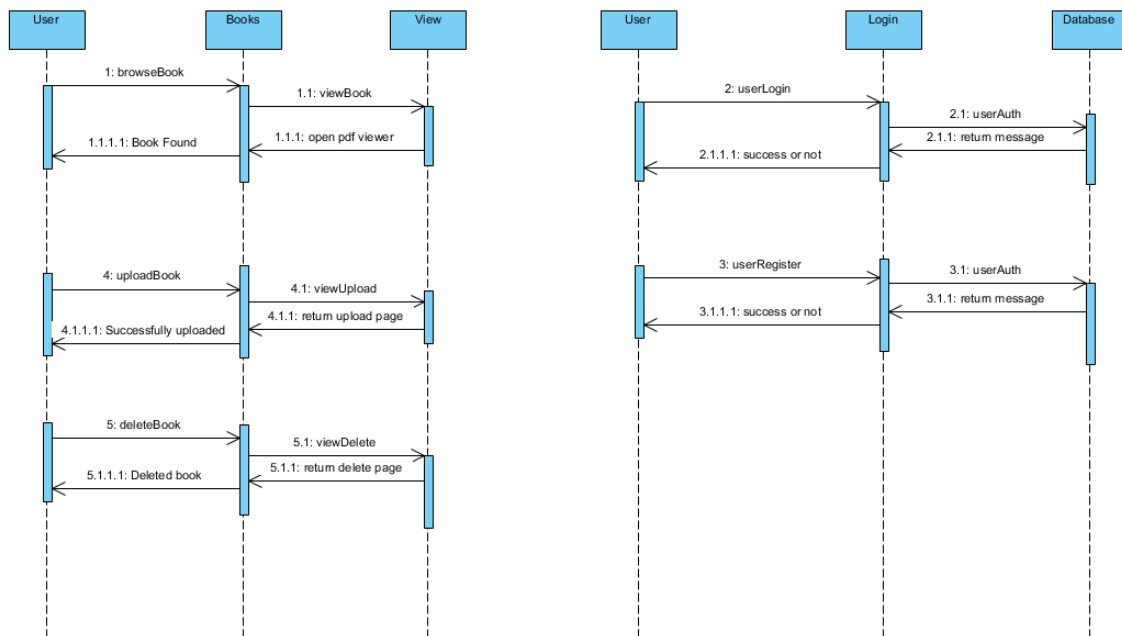 User
Books
View
1: browseBook
1.1: viewBook
1.1.1: open pdf viewer
1.1.1.1: Book Found
4: uploadBook
4.1: viewUpload
4.1.1: return upload page
4.1.1.1: Successfully uploaded
5: deleteBook
5.1: viewDelete
5.1.1: return delete page
5.1.1.1: Deleted book
User
Login
Database
2: userLogin
2.1: userAuth
2.1.1: return message
2.1.1.1: success or not
3: userRegister
3.1: userAuth
3.1.1: return message
3.1.1.1: success or not